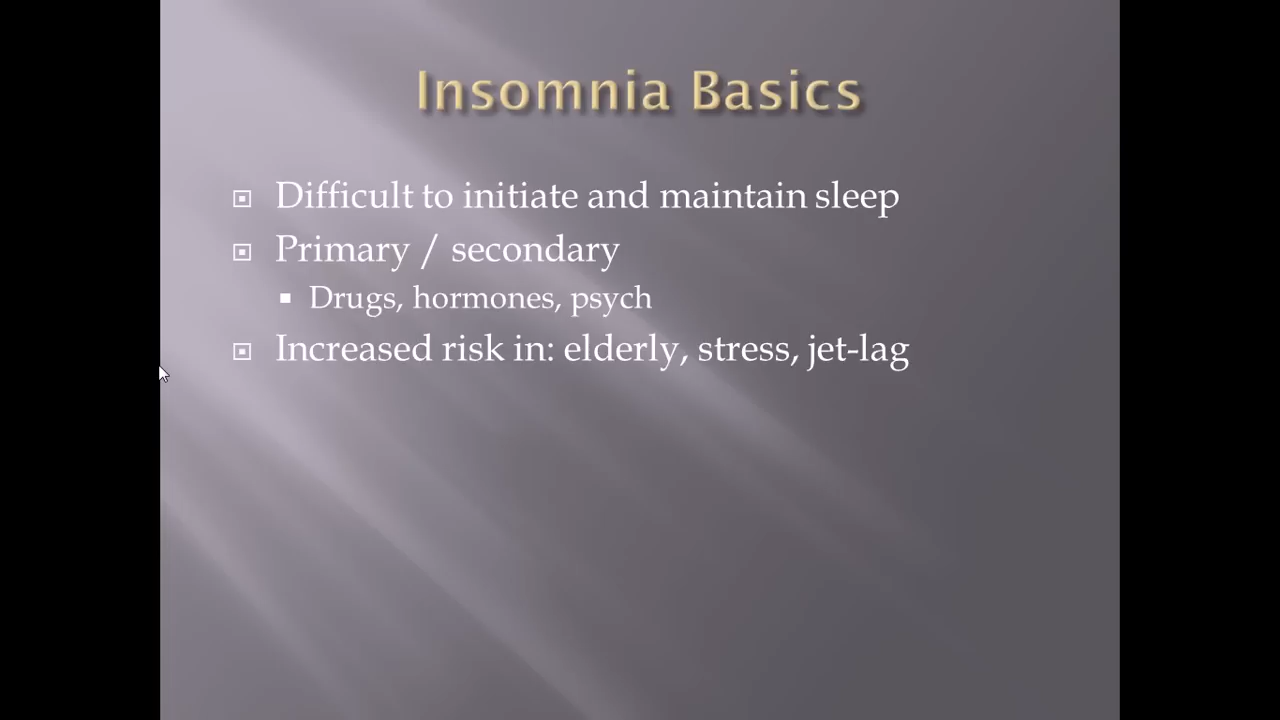 Insomnia Basics
Difficult to initiate and maintain sleep
Primary / secondary
Drugs, hormones, psych
Increased risk in: elderly, stress, jet-lag